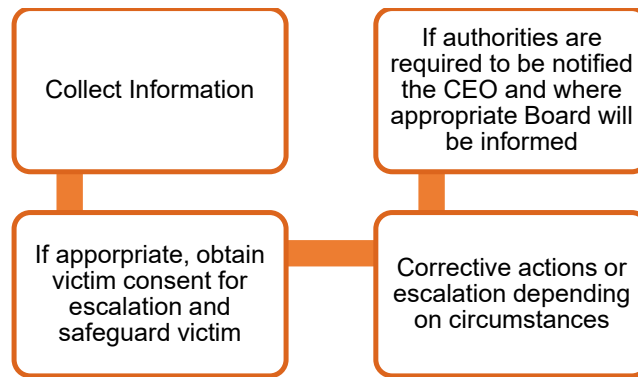 Collect Information
If apporpriate, obtain
victim consent for
escalation and
safeguard victim
Corrective actions or
escalation depending
on circumstances
If authorities are
required to be notified
the CEO and where
appropriate Board will
be informed